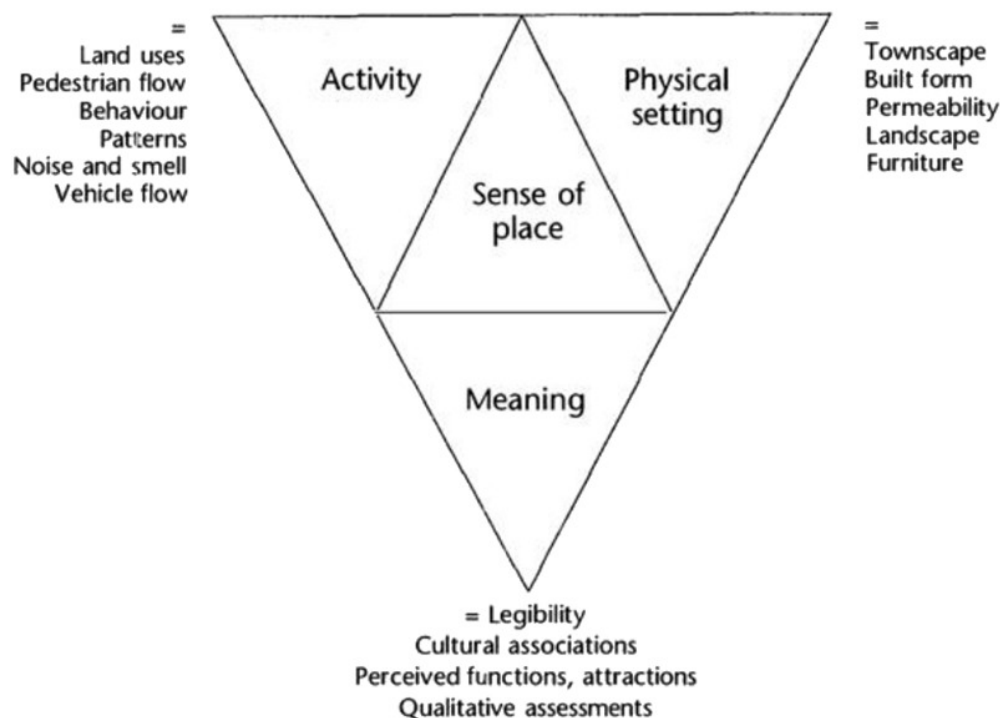 =
Land uses
Pedestrian flow
Behaviour
Patterns
Noise and smell
Vehicle flow
Activity
Physical
setting
=
Townscape
Built form
Permeability
Landscape
Furniture
Sense of
place
Meaning
= Legibility
Cultural associations
Perceived functions, attractions
Qualitative assessments